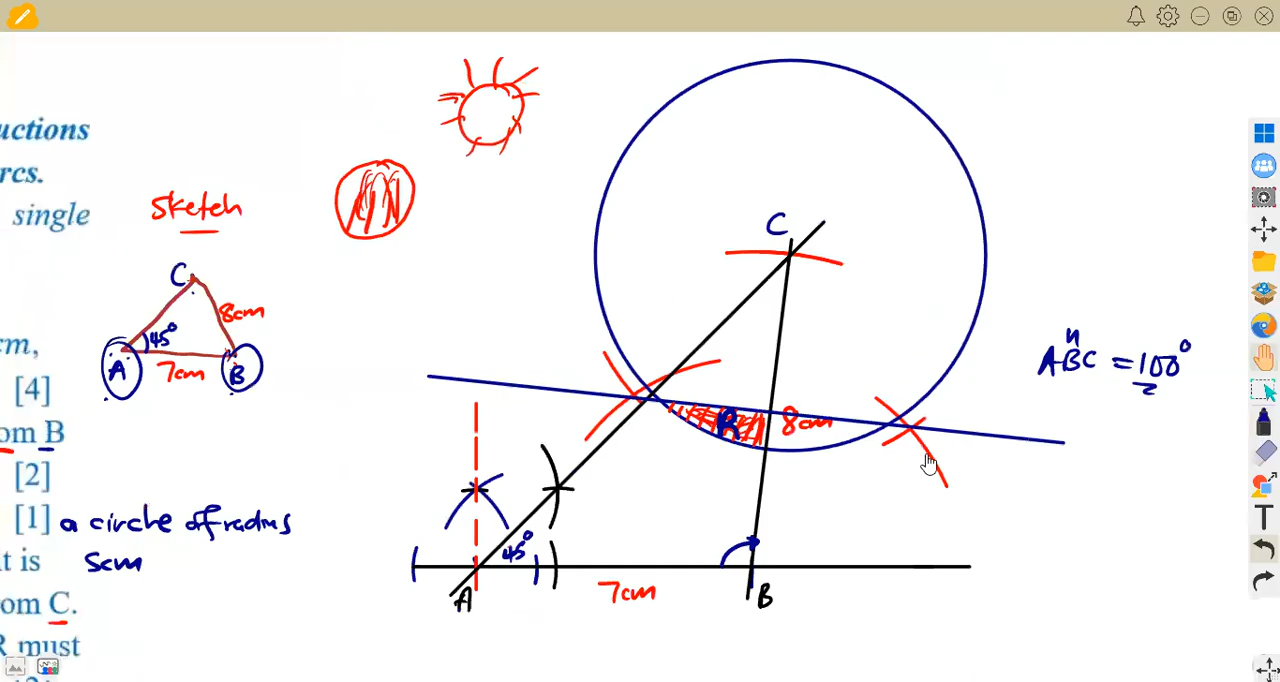 uctions
rcs.
single
cm,
[4]
om B
[2]
[1] a circle of radius
5cm
t is
om C.
R must
sketch
C
8cm
45°
A
7cm
B
C
R
8cm
45°
A
7cm
B
ABC = 100°
T